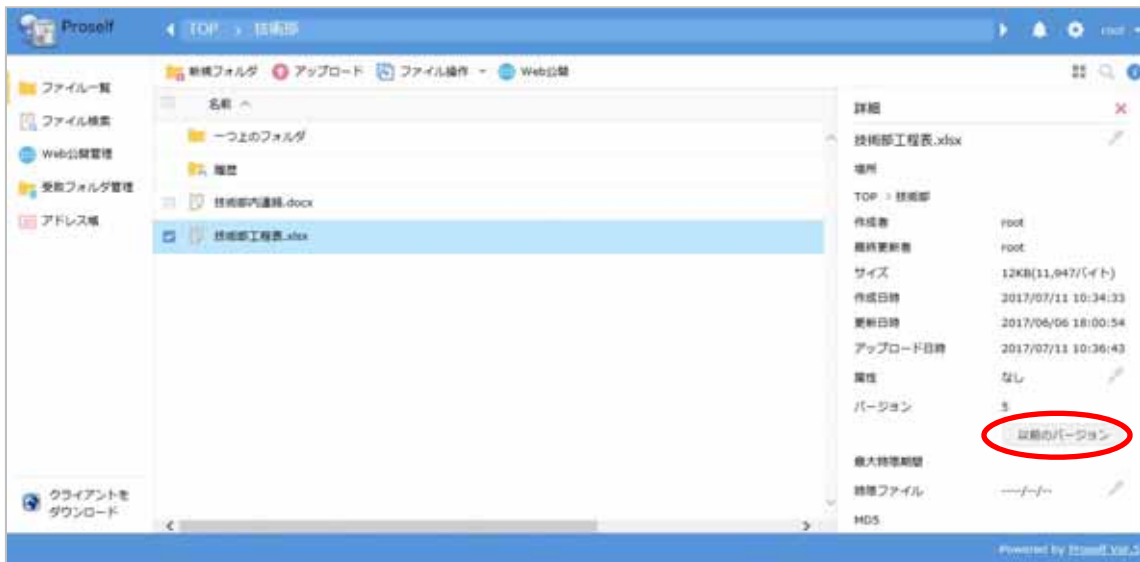 Proself
TOP > 技術部
root
新規フォルダ アップロード ファイル操作 Web公開
ファイル一覧
ファイル検索
Web公開管理
受取フォルダ管理
アドレス帳
クライアントを
ダウンロード
名前
一つ上のフォルダ
履歴
技術部内連絡.docx
技術部工程表.xlsx
詳細
技術部工程表.xlsx
場所
TOP > 技術部
作成者 root
最終更新者 root
サイズ 12KB(11,947バイト)
作成日時 2017/07/11 10:34:33
更新日時 2017/06/06 18:00:54
アップロード日時 2017/07/11 10:36:43
属性 なし
バージョン 5
以前のバージョン
最大持帯期間
持帯ファイル ----/--/--
MD5
Powered by Proself Ver.5